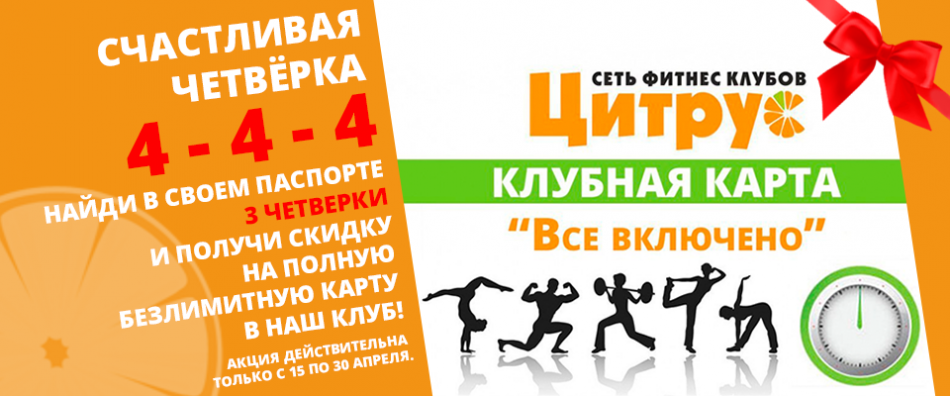 СЧАСТЛИВАЯ
ЧЕТВЁРКА
4 - 4 - 4
НАЙДИ В СВОЕМ ПАСПОРТЕ
3 ЧЕТВЕРКИ
И ПОЛУЧИ СКИДКУ
НА ПОЛНУЮ
БЕЗЛИМИТНУЮ КАРТУ
В НАШ КЛУБ!
АКЦИЯ ДЕЙСТВИТЕЛЬНА
ТОЛЬКО С 15 ПО 30 АПРЕЛЯ.
СЕТЬ ФИТНЕС КЛУБОВ
Цитрус
КЛУБНАЯ КАРТА
“Все включено”